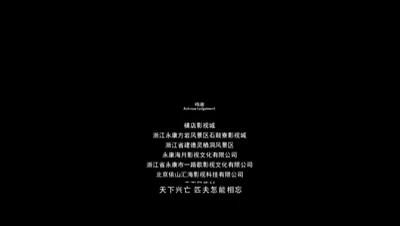 鸣谢
Acknowledgement
横店影视城
浙江永康方岩风景区石鼓寮影视城
浙江省建德灵栖洞风景区
永康海月影视文化有限公司
浙江省永康市一路歌影视文化有限公司
北京依山汇海影视科技有限公司
天下兴亡 匹夫怎能相忘